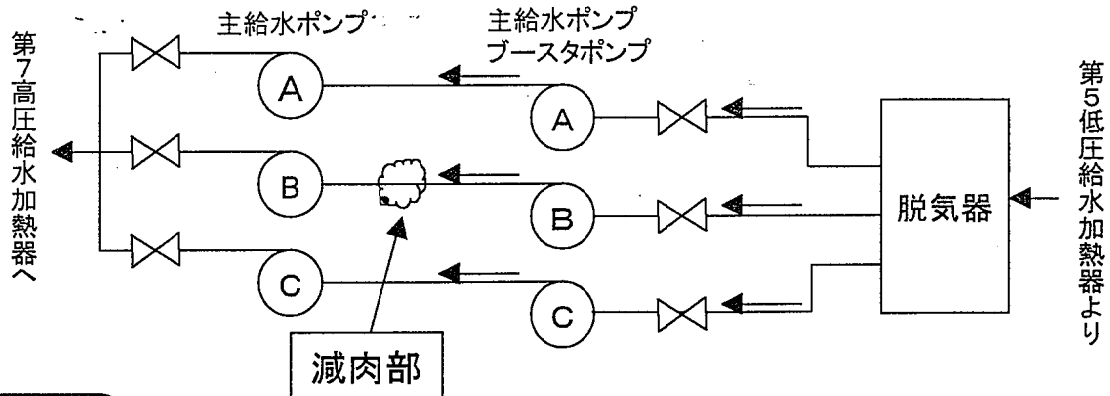 主給水ポンプ
主給水ポンプ
ブースタポンプ
第7高圧給水加熱器へ
第5低圧給水加熱器より
A
A
B
B
C
C
脱気器
減肉部